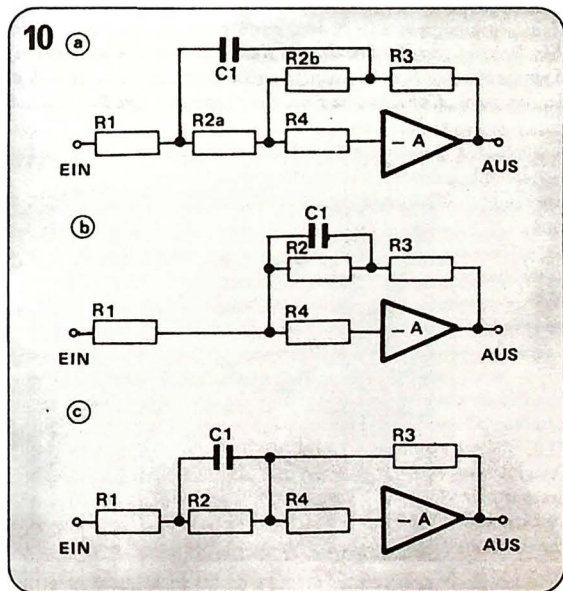 10 a
C1
R2b R3
R1 R2a R4
– A
EIN AUS
b
C1
R2 R3
R1 R4
– A
EIN AUS
c
C1 R3
R1 R2 R4
– A
EIN AUS